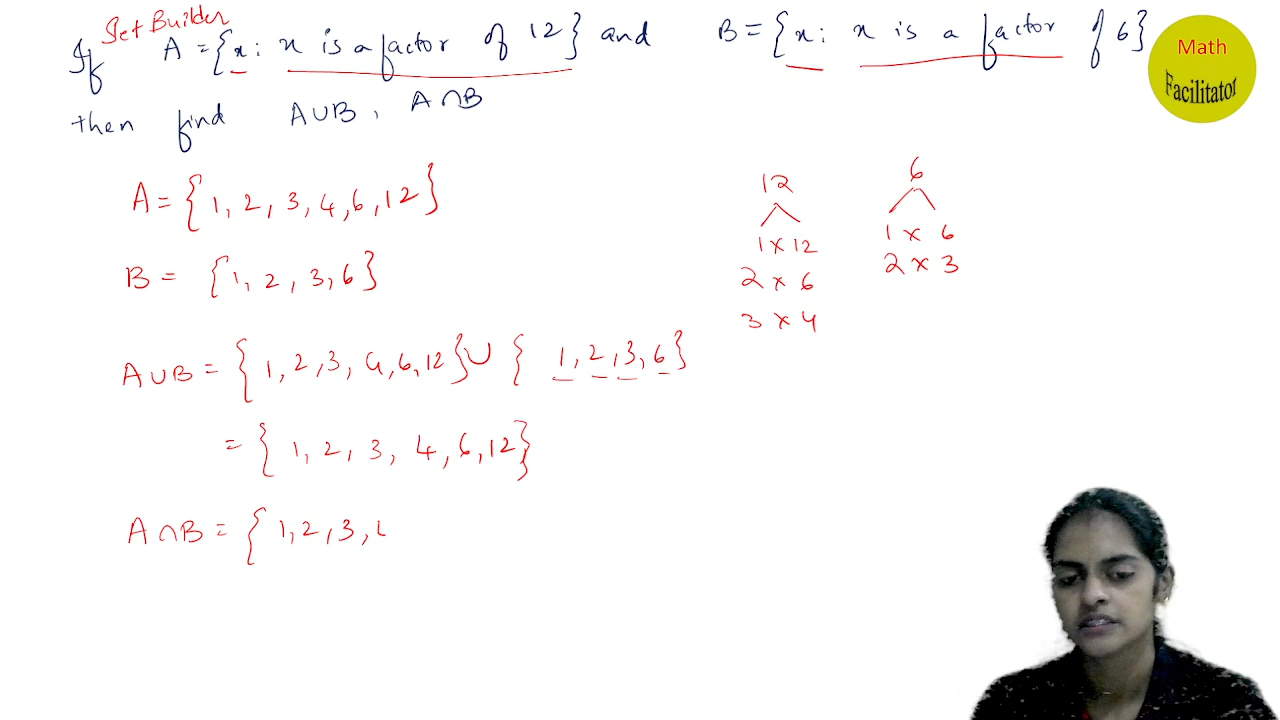 Set Builder
If A = {x: x is a factor of 12} and B = {x: x is a factor of 6}
then find A∪B, A∩B
Math
Facilitator
A = {1, 2, 3, 4, 6, 12}
B = {1, 2, 3, 6}
A∪B = {1, 2, 3, 4, 6, 12} ∪ {1, 2, 3, 6}
= {1, 2, 3, 4, 6, 12}
A∩B = {1, 2, 3,
12
1 x 12
2 x 6
3 x 4
6
1 x 6
2 x 3